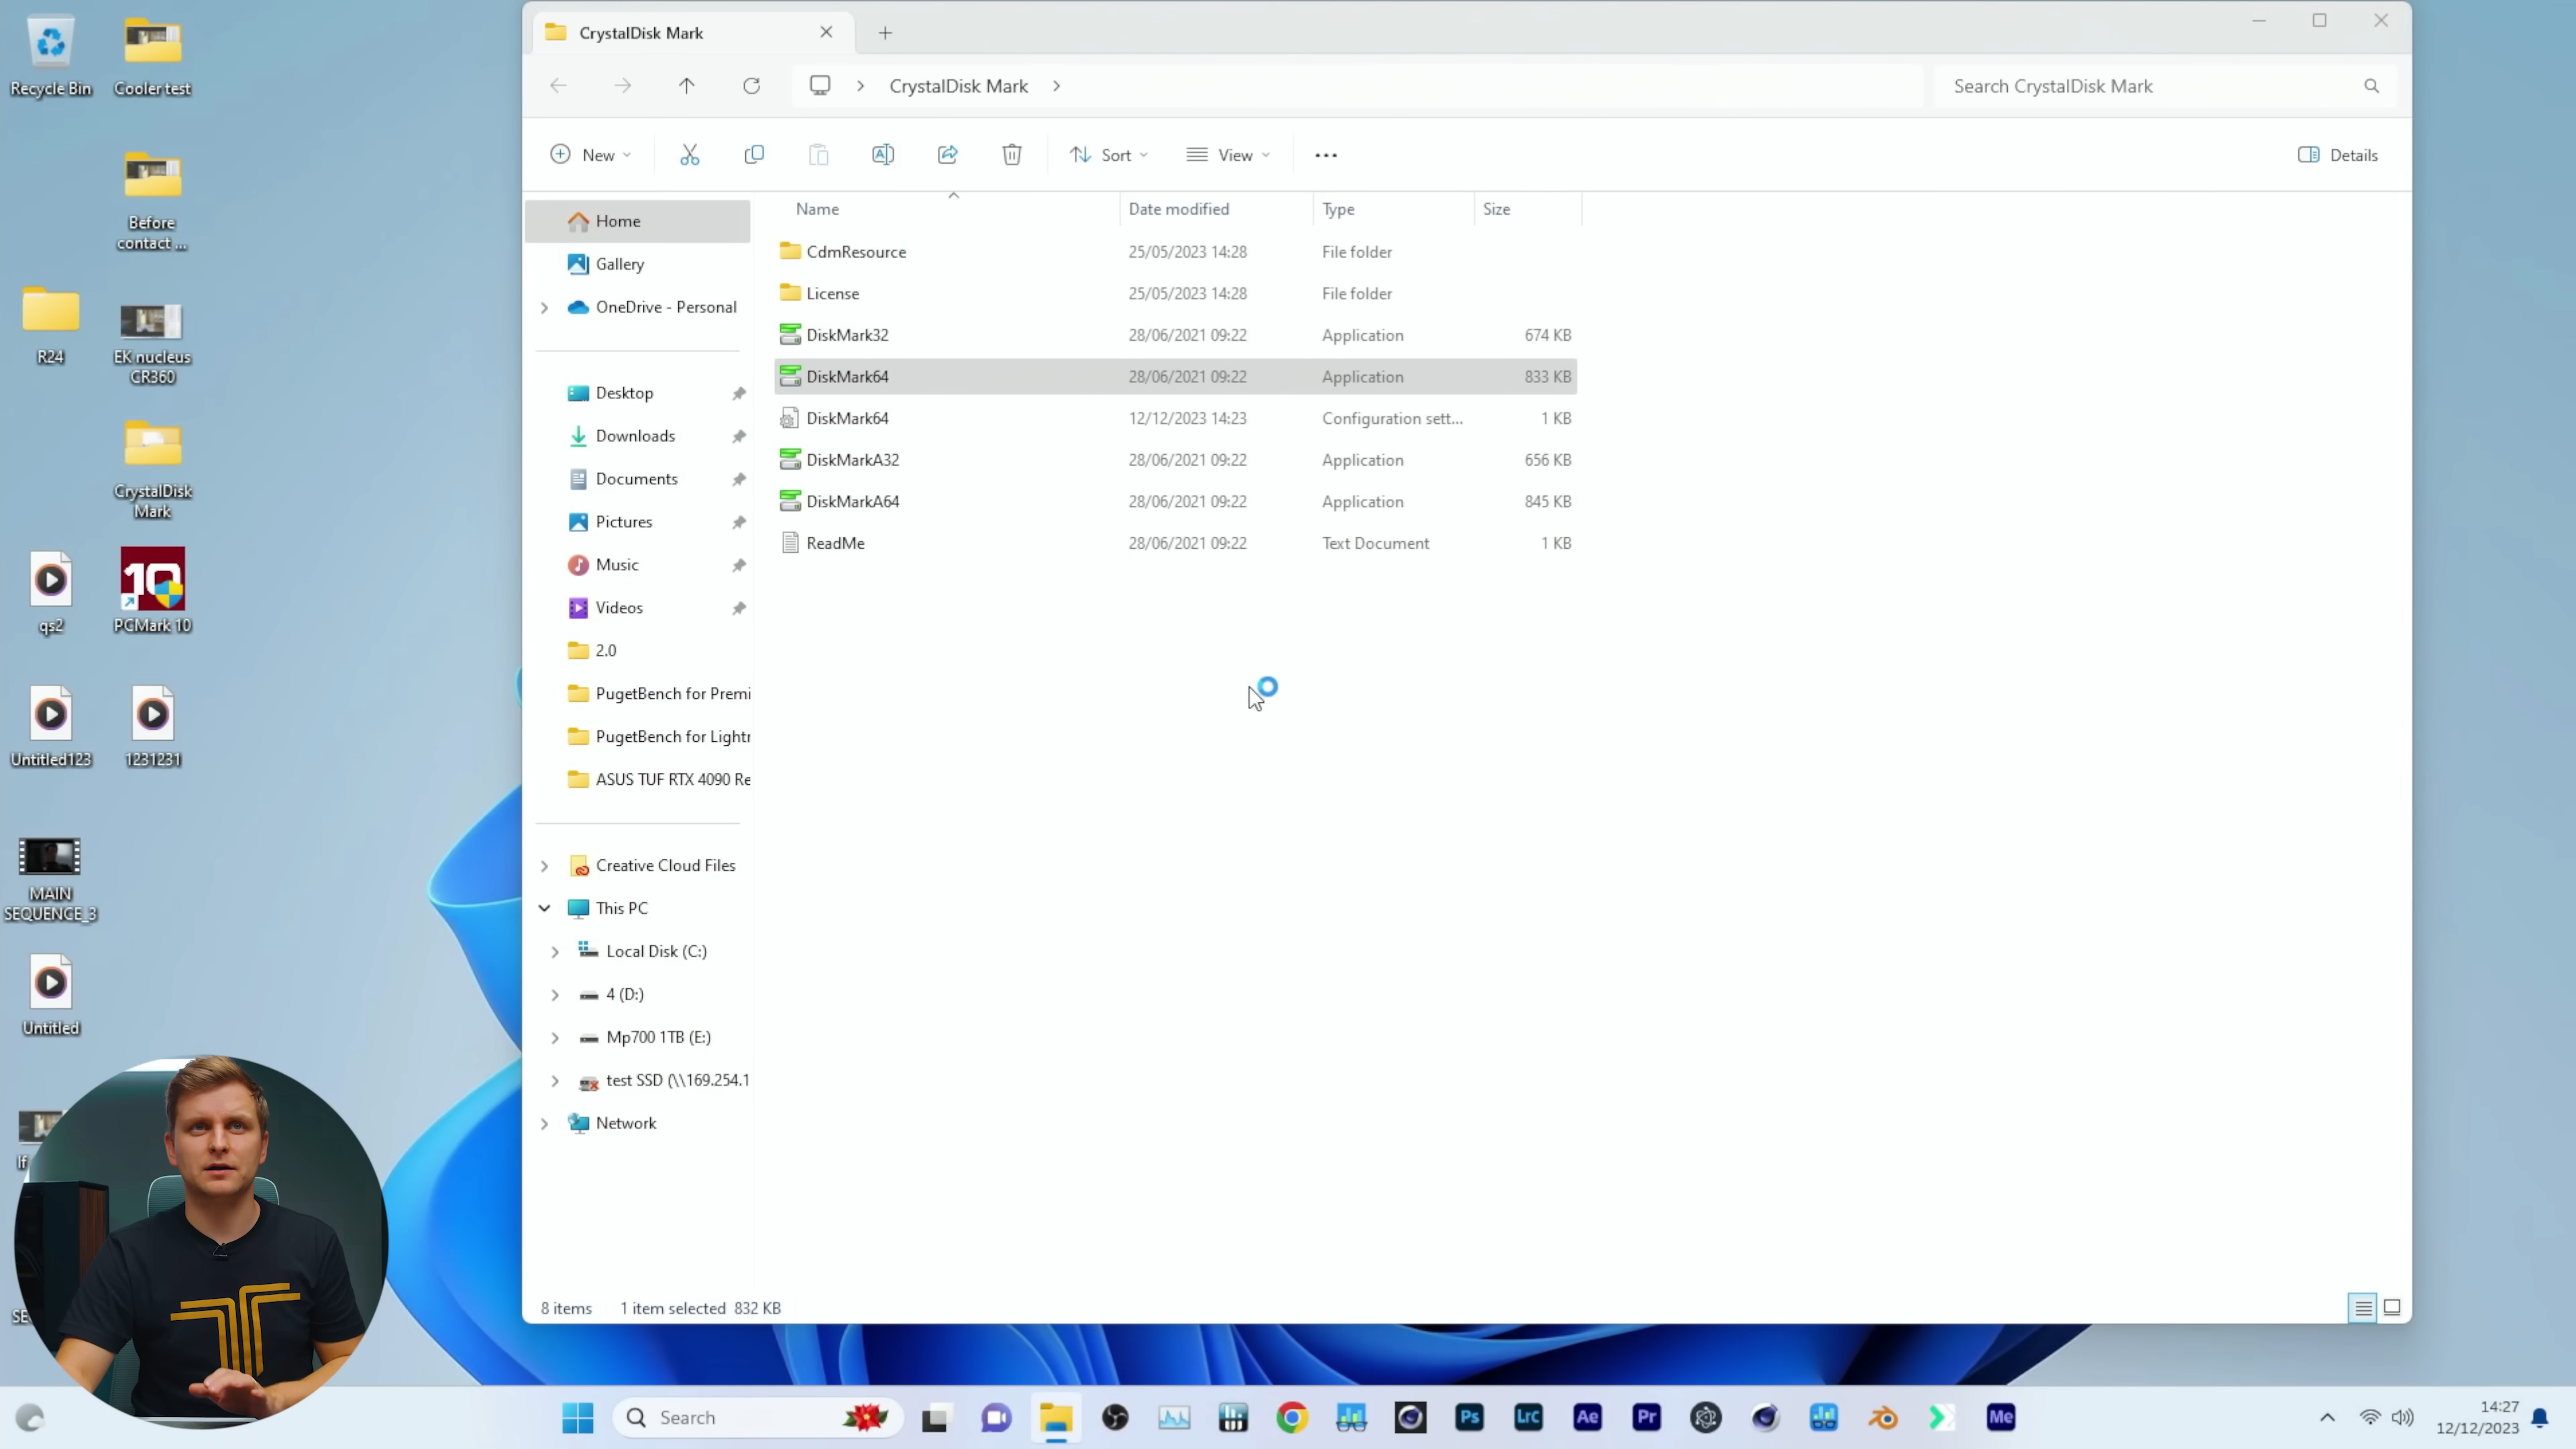 Recycle Bin
Cooler test
Before
contact ...
R24
EK nucleus
CR360
CrystalDisk
Mark
qs2
10
PCMark 10
Untitled123
1231231
MAIN
SEQUENCE_3
Untitled
If
SE
CrystalDisk Mark
CrystalDisk Mark
Search CrystalDisk Mark
New
Sort
View
Details
Name
Date modified
Type
Size
Home
Gallery
OneDrive - Personal
Desktop
Downloads
Documents
Pictures
Music
Videos
2.0
PugetBench for Premi
PugetBench for Lightr
ASUS TUF RTX 4090 Re
Creative Cloud Files
This PC
Local Disk (C:)
4 (D:)
Mp700 1TB (E:)
test SSD (\\169.254.1
Network
CdmResource 25/05/2023 14:28 File folder
License 25/05/2023 14:28 File folder
DiskMark32 28/06/2021 09:22 Application 674 KB
DiskMark64 28/06/2021 09:22 Application 833 KB
DiskMark64 12/12/2023 14:23 Configuration sett... 1 KB
DiskMarkA32 28/06/2021 09:22 Application 656 KB
DiskMarkA64 28/06/2021 09:22 Application 845 KB
ReadMe 28/06/2021 09:22 Text Document 1 KB
8 items 1 item selected 832 KB
Search
Ps
Lrc
Ae
Pr
Me
14:27
12/12/2023